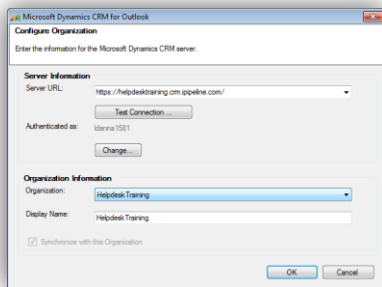 Microsoft Dynamics CRM for Outlook
Configure Organization
Enter the information for the Microsoft Dynamics CRM server.
Server Information
Server URL:
https://helpdesktraining.crm.ipipeline.com/
Test Connection ...
Authenticated as:
ldanna1581
Change...
Organization Information
Organization:
HelpdeskTraining
Display Name:
HelpdeskTraining
Synchronize with this Organization
OK
Cancel